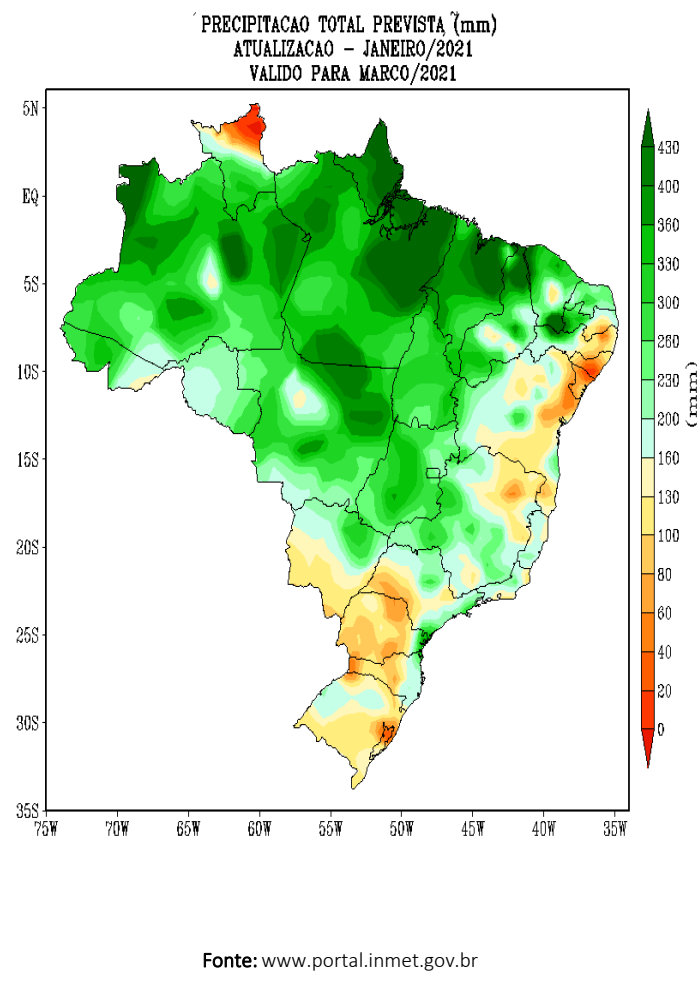 PRECIPITACAO TOTAL PREVISTA (mm)
ATUALIZACAO - JANEIRO/2021
VALIDO PARA MARCO/2021
5N
EQ
5S
10S
15S
20S
25S
30S
35S
75W 70W 65W 60W 55W 50W 45W 40W 35W
430
400
360
330
300
260
230
200
160
130
100
80
60
40
20
0
(mm)
Fonte: www.portal.inmet.gov.br